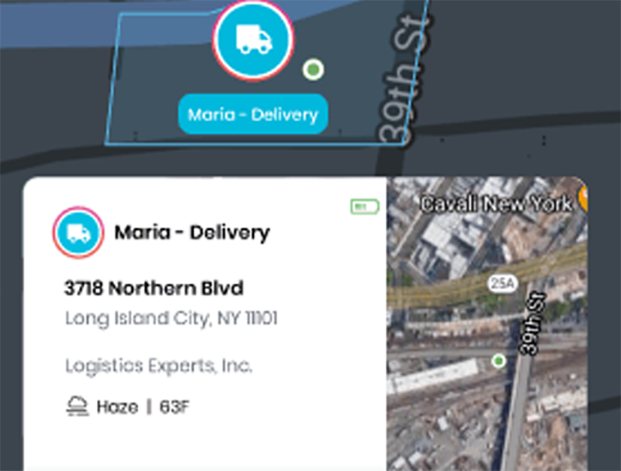 39th St
Maria - Delivery
Maria - Delivery
3718 Northern Blvd
Long Island City, NY 11101
Logistics Experts, Inc.
Haze | 63F
Cavali New York
25A
39th St